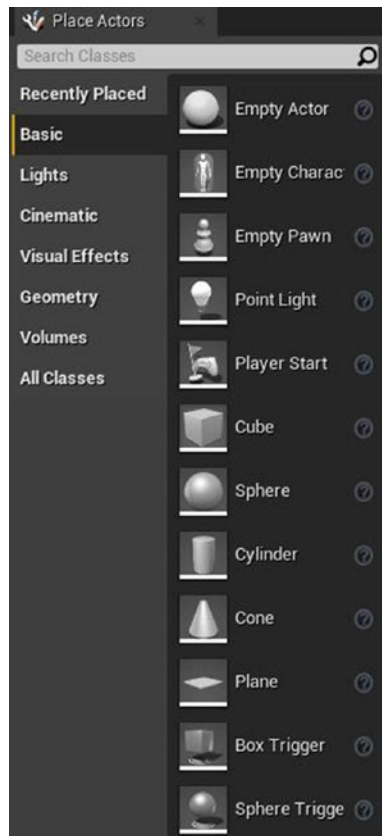 Place Actors
Search Classes
Recently Placed
Basic
Lights
Cinematic
Visual Effects
Geometry
Volumes
All Classes
Empty Actor
Empty Charac
Empty Pawn
Point Light
Player Start
Cube
Sphere
Cylinder
Cone
Plane
Box Trigger
Sphere Trigge